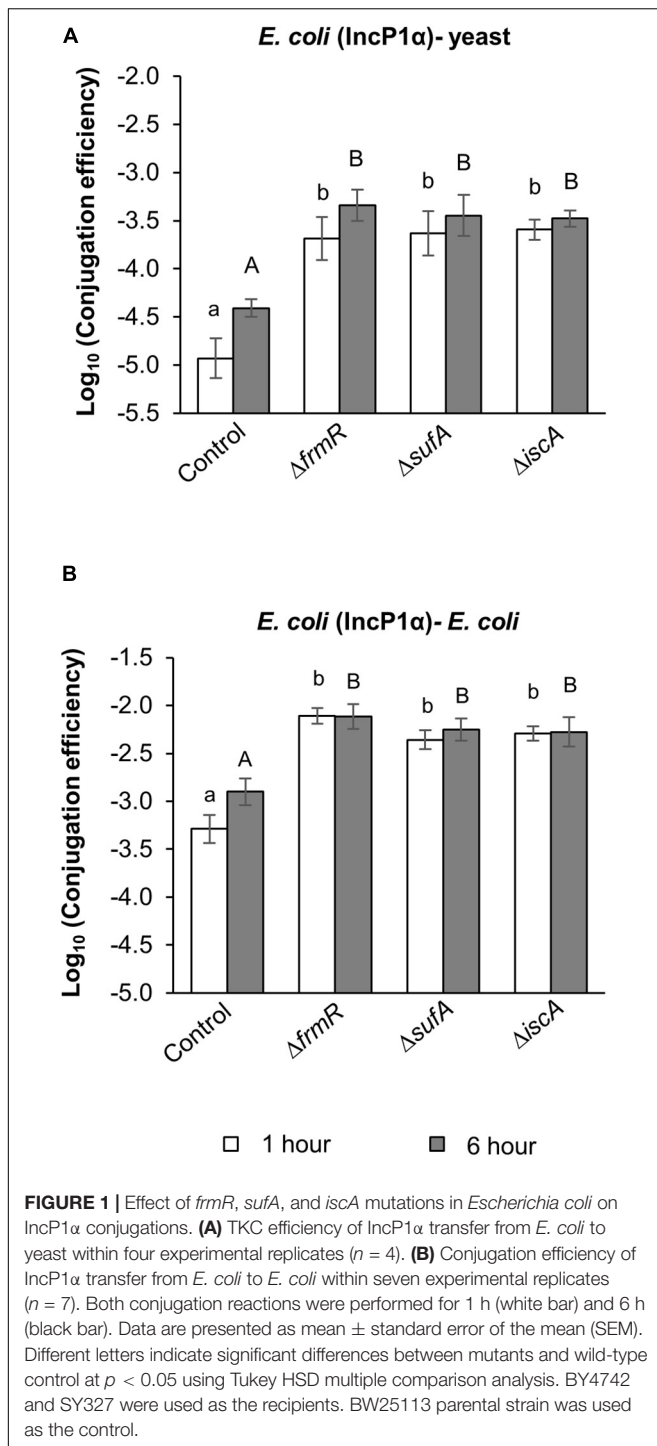 A
E. coli (IncP1α)- yeast
Log10 (Conjugation efficiency)
-2.0
-2.5
-3.0
-3.5
-4.0
-4.5
-5.0
-5.5
a
A
b
B
b
B
b
B
Control
ΔfrmR
ΔsufA
ΔiscA
B
E. coli (IncP1α)- E. coli
Log10 (Conjugation efficiency)
-1.5
-2.0
-2.5
-3.0
-3.5
-4.0
-4.5
-5.0
a
A
b
B
b
B
b
B
Control
ΔfrmR
ΔsufA
ΔiscA
1 hour
6 hour
FIGURE 1 | Effect of frmR, sufA, and iscA mutations in Escherichia coli on
IncP1α conjugations. (A) TKC efficiency of IncP1α transfer from E. coli to
yeast within four experimental replicates (n = 4). (B) Conjugation efficiency of
IncP1α transfer from E. coli to E. coli within seven experimental replicates
(n = 7). Both conjugation reactions were performed for 1 h (white bar) and 6 h
(black bar). Data are presented as mean ± standard error of the mean (SEM).
Different letters indicate significant differences between mutants and wild-type
control at p < 0.05 using Tukey HSD multiple comparison analysis. BY4742
and SY327 were used as the recipients. BW25113 parental strain was used
as the control.